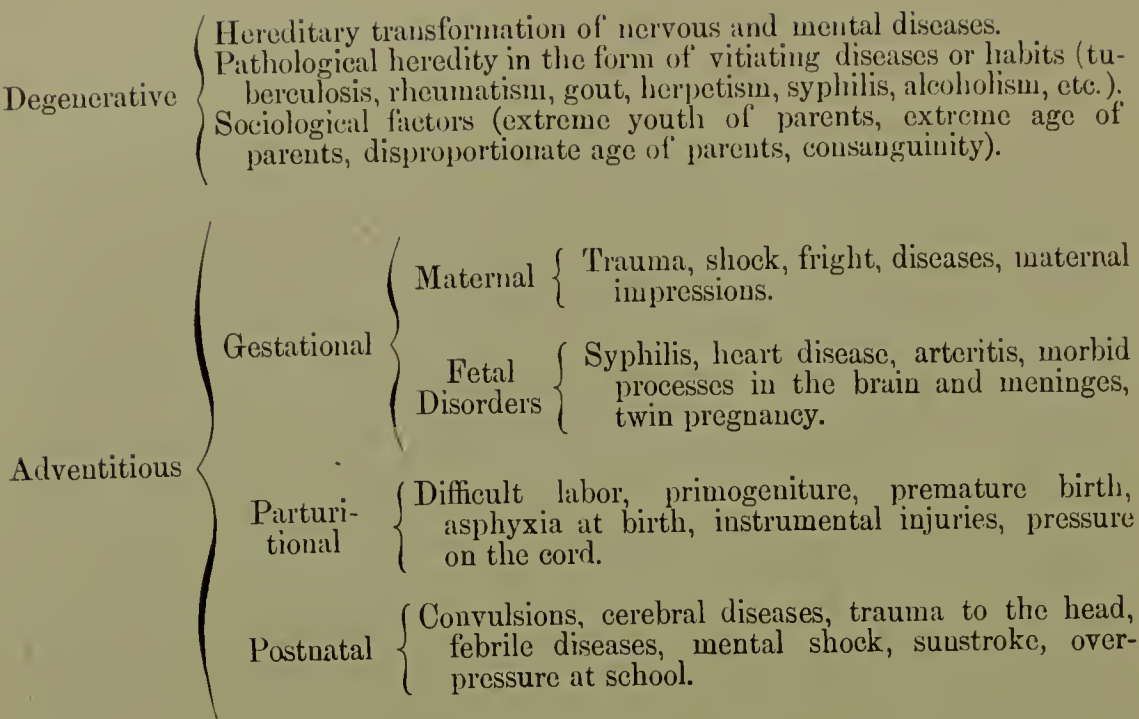 Degenerative
Hereditary transformation of nervous and mental diseases.
Pathological heredity in the form of vitiating diseases or habits (tu-
berculosis, rheumatism, gout, herpetism, syphilis, alcoholism, etc.).
Sociological factors (extreme youth of parents, extreme age of
parents, disproportionate age of parents, consanguinity).
Adventitious
Gestational
Maternal
Trauma, shock, fright, diseases, maternal
impressions.
Fetal
Disorders
Syphilis, heart disease, arteritis, morbid
processes in the brain and meninges,
twin pregnancy.
Parturi-
tional
Difficult labor, primogeniture, premature birth,
asphyxia at birth, instrumental injuries, pressure
on the cord.
Postnatal
Convulsions, cerebral diseases, trauma to the head,
febrile diseases, mental shock, sunstroke, over-
pressure at school.